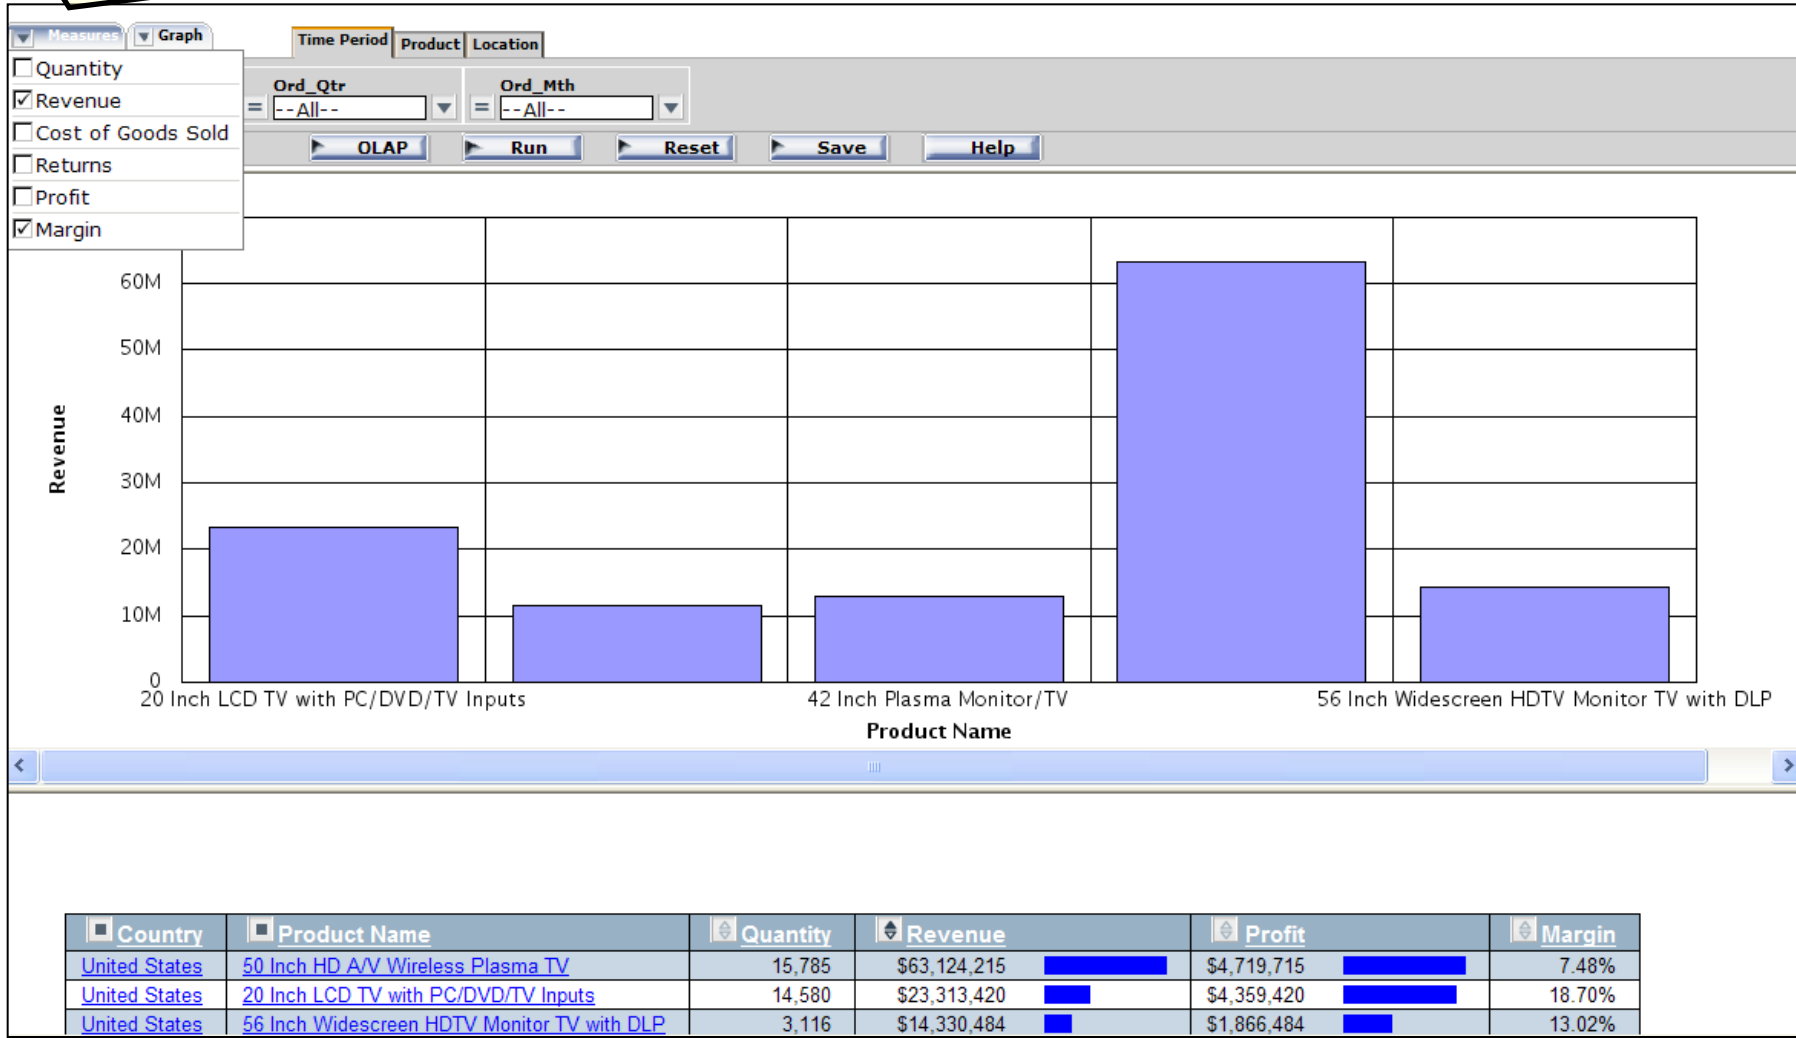 Measures Graph Time Period Product Location
Quantity
Revenue
Cost of Goods Sold
Returns
Profit
Margin
Ord_Qtr Ord_Mth
= --All-- = --All--
OLAP Run Reset Save Help
60M
50M
40M
30M
20M
10M
0
Revenue
20 Inch LCD TV with PC/DVD/TV Inputs 42 Inch Plasma Monitor/TV 56 Inch Widescreen HDTV Monitor TV with DLP
Product Name
Country Product Name Quantity Revenue Profit Margin
United States 50 Inch HD A/V Wireless Plasma TV 15,785 $63,124,215 $4,719,715 7.48%
United States 20 Inch LCD TV with PC/DVD/TV Inputs 14,580 $23,313,420 $4,359,420 18.70%
United States 56 Inch Widescreen HDTV Monitor TV with DLP 3,116 $14,330,484 $1,866,484 13.02%